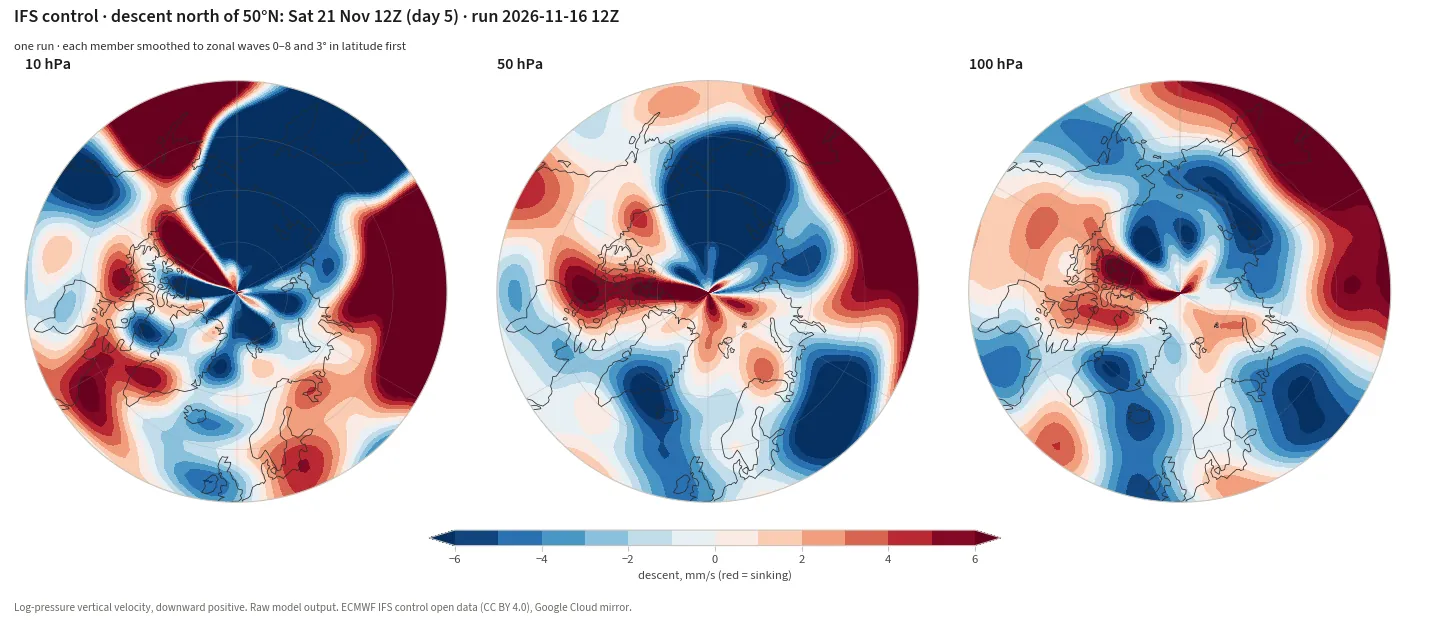 IFS control · descent north of 50°N: Sat 21 Nov 12Z (day 5) · run 2026-11-16 12Z
one run · each member smoothed to zonal waves 0–8 and 3° in latitude first
10 hPa
50 hPa
100 hPa
−6 −4 −2 0 2 4 6
descent, mm/s (red = sinking)
Log-pressure vertical velocity, downward positive. Raw model output. ECMWF IFS control open data (CC BY 4.0), Google Cloud mirror.